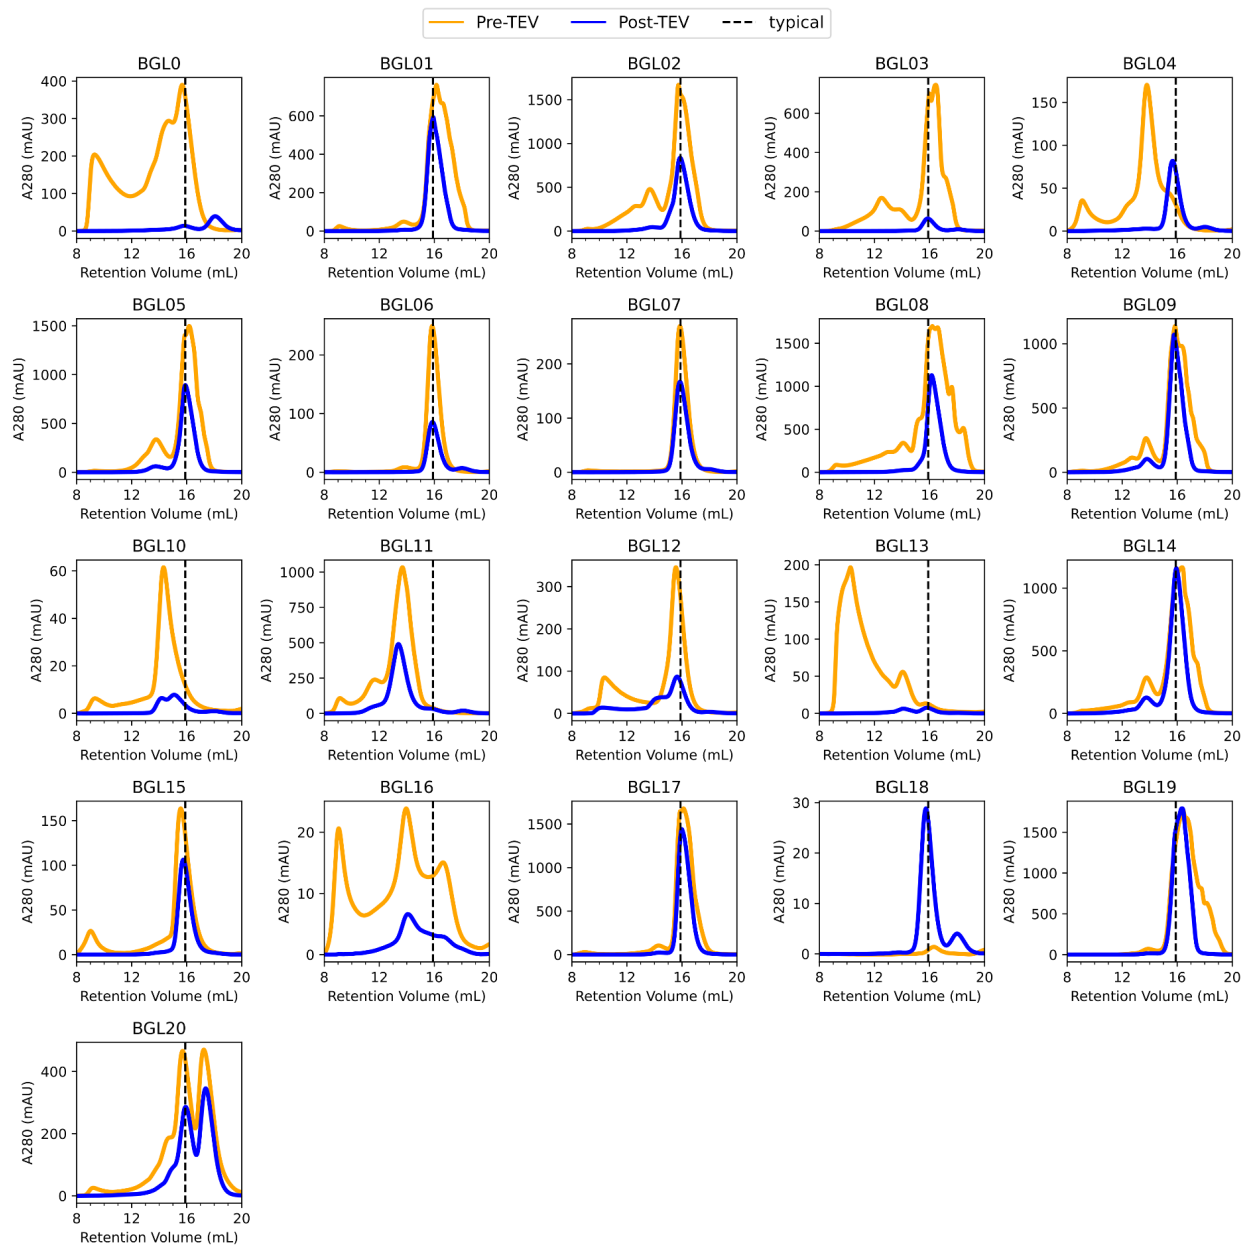 Pre-TEV Post-TEV typical
BGL0 BGL01 BGL02 BGL03 BGL04
A280 (mAU) A280 (mAU) A280 (mAU) A280 (mAU) A280 (mAU)
400 300 200 100 0
600 400 200 0
1500 1000 500 0
600 400 200 0
150 100 50 0
8 12 16 20 8 12 16 20 8 12 16 20 8 12 16 20 8 12 16 20
Retention Volume (mL) Retention Volume (mL) Retention Volume (mL) Retention Volume (mL) Retention Volume (mL)
BGL05 BGL06 BGL07 BGL08 BGL09
A280 (mAU) A280 (mAU) A280 (mAU) A280 (mAU) A280 (mAU)
1500 1000 500 0
200 100 0
200 100 0
1500 1000 500 0
1000 500 0
8 12 16 20 8 12 16 20 8 12 16 20 8 12 16 20 8 12 16 20
Retention Volume (mL) Retention Volume (mL) Retention Volume (mL) Retention Volume (mL) Retention Volume (mL)
BGL10 BGL11 BGL12 BGL13 BGL14
A280 (mAU) A280 (mAU) A280 (mAU) A280 (mAU) A280 (mAU)
60 40 20 0
1000 750 500 250 0
300 200 100 0
200 150 100 50 0
1000 500 0
8 12 16 20 8 12 16 20 8 12 16 20 8 12 16 20 8 12 16 20
Retention Volume (mL) Retention Volume (mL) Retention Volume (mL) Retention Volume (mL) Retention Volume (mL)
BGL15 BGL16 BGL17 BGL18 BGL19
A280 (mAU) A280 (mAU) A280 (mAU) A280 (mAU) A280 (mAU)
150 100 50 0
20 10 0
1500 1000 500 0
30 20 10 0
1500 1000 500 0
8 12 16 20 8 12 16 20 8 12 16 20 8 12 16 20 8 12 16 20
Retention Volume (mL) Retention Volume (mL) Retention Volume (mL) Retention Volume (mL) Retention Volume (mL)
BGL20
A280 (mAU)
400 200 0
8 12 16 20
Retention Volume (mL)